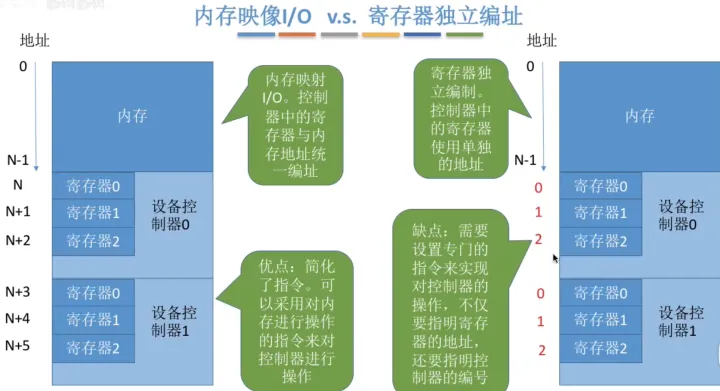 内存映像I/O v.s. 寄存器独立编址
地址
0
内存
N-1
N
寄存器0
N+1
寄存器1
N+2
寄存器2
设备控
制器0
N+3
寄存器0
N+4
寄存器1
N+5
寄存器2
设备控
制器1
内存映射
I/O。控制
器中的寄
存器与内
存地址统
一编址
优点：简化
了指令。可
以采用对内
存进行操作
的指令来对
控制器进行
操作
寄存器独
立编制。
控制器中
的寄存器
使用单独
的地址
缺点：需要
设置专门的
指令来实现
对控制器的
操作，不仅
要指明寄存
器的地址，
还要指明控
制器的编号
地址
0
内存
N-1
0
寄存器0
1
寄存器1
2
寄存器2
设备控
制器0
0
寄存器0
1
寄存器1
2
寄存器2
设备控
制器1